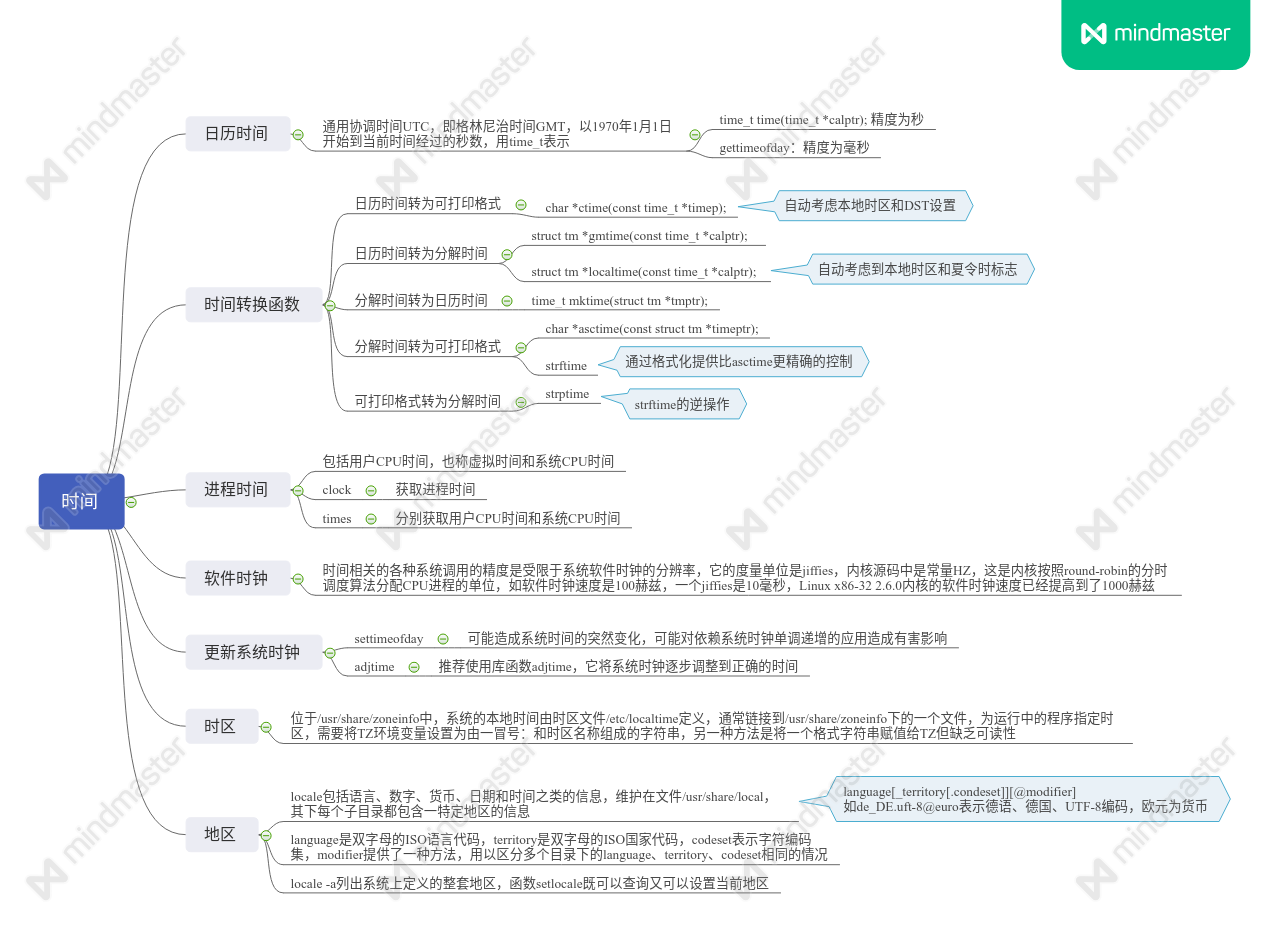 mindmaster
时间
日历时间
通用协调时间UTC，即格林尼治时间GMT，以1970年1月1日
开始到当前时间经过的秒数，用time_t表示
time_t time(time_t *calptr); 精度为秒
gettimeofday：精度为毫秒
时间转换函数
日历时间转为可打印格式
char *ctime(const time_t *timep);
自动考虑本地时区和DST设置
日历时间转为分解时间
struct tm *gmtime(const time_t *calptr);
struct tm *localtime(const time_t *calptr);
自动考虑到本地时区和夏令时标志
分解时间转为日历时间
time_t mktime(struct tm *tmptr);
分解时间转为可打印格式
char *asctime(const struct tm *timeptr);
strftime
通过格式化提供比asctime更精确的控制
可打印格式转为分解时间
strptime
strftime的逆操作
进程时间
包括用户CPU时间，也称虚拟时间和系统CPU时间
clock
获取进程时间
times
分别获取用户CPU时间和系统CPU时间
软件时钟
时间相关的各种系统调用的精度是受限于系统软件时钟的分辨率，它的度量单位是jiffies，内核源码中是常量HZ，这是内核按照round-robin的分时
调度算法分配CPU进程的单位，如软件时钟速度是100赫兹，一个jiffies是10毫秒，Linux x86-32 2.6.0内核的软件时钟速度已经提高到了1000赫兹
更新系统时钟
settimeofday
可能造成系统时间的突然变化，可能对依赖系统时钟单调递增的应用造成有害影响
adjtime
推荐使用库函数adjtime，它将系统时钟逐步调整到正确的时间
时区
位于/usr/share/zoneinfo中，系统的本地时间由时区文件/etc/localtime定义，通常链接到/usr/share/zoneinfo下的一个文件，为运行中的程序指定时
区，需要将TZ环境变量设置为由一冒号：和时区名称组成的字符串，另一种方法是将一个格式字符串赋值给TZ但缺乏可读性
地区
locale包括语言、数字、货币、日期和时间之类的信息，维护在文件/usr/share/local，
其下每个子目录都包含一特定地区的信息
language[_territory[.condeset]][@modifier]
如de_DE.uft-8@euro表示德语、德国、UTF-8编码，欧元为货币
language是双字母的ISO语言代码，territory是双字母的ISO国家代码，codeset表示字符编码
集，modifier提供了一种方法，用以区分多个目录下的language、territory、codeset相同的情况
locale -a列出系统上定义的整套地区，函数setlocale既可以查询又可以设置当前地区